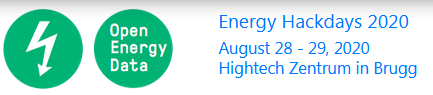 Open
Energy
Data
Energy Hackdays 2020
August 28 - 29, 2020
Hightech Zentrum in Brugg